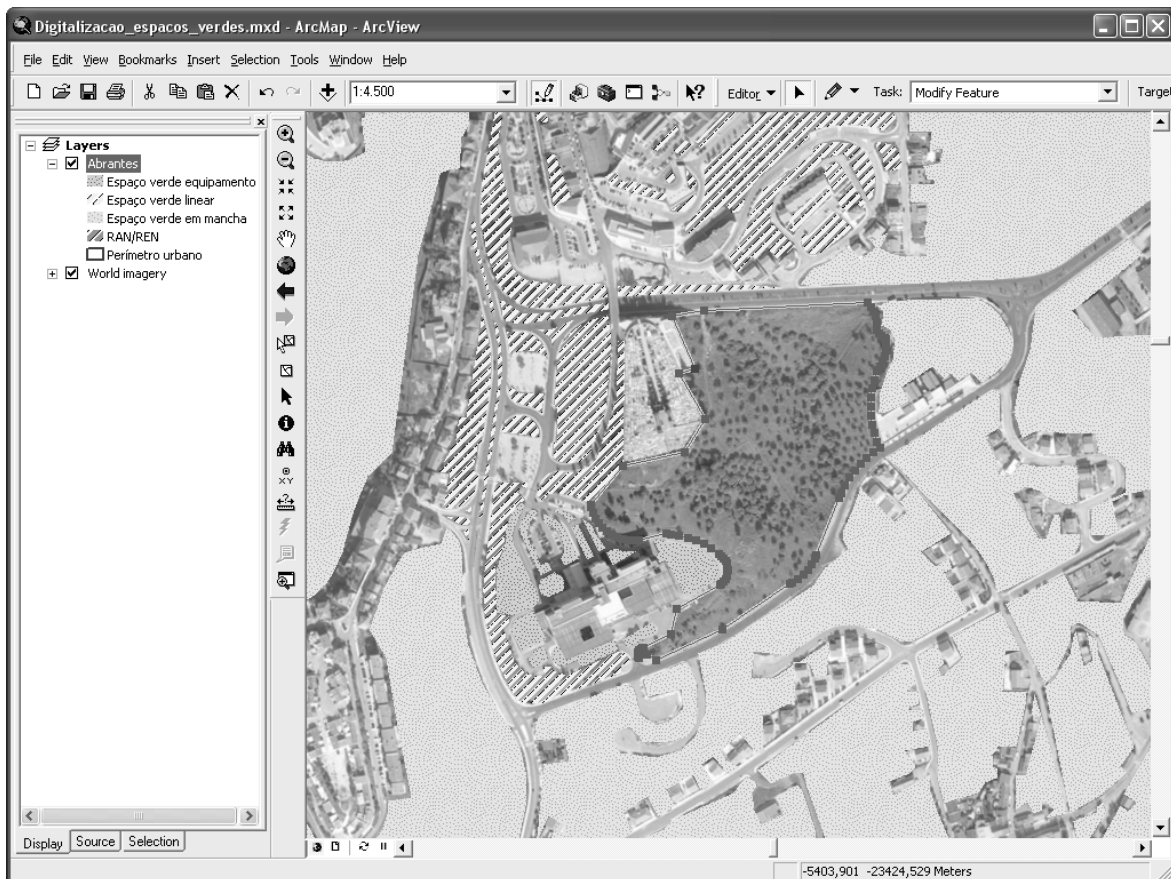 Digitalizacao_espacos_verdes.mxd - ArcMap - ArcView
File Edit View Bookmarks Insert Selection Tools Window Help
1:4.500 Editor Task: Modify Feature Target
Layers
Abrantes
Espaço verde equipamento
Espaço verde linear
Espaço verde em mancha
RAN/REN
Perímetro urbano
World imagery
XY
Display Source Selection
-5403,901 -23424,529 Meters